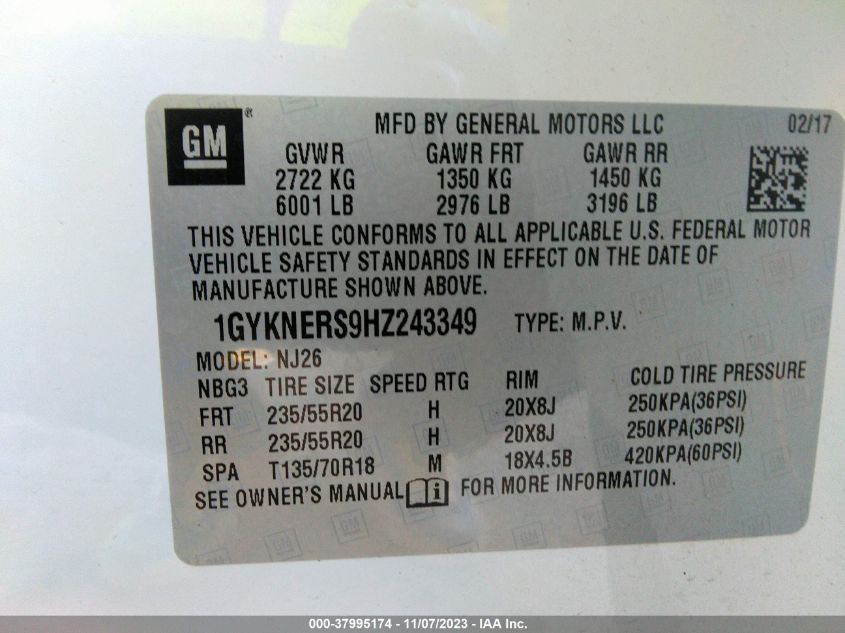 GM ® MFD BY GENERAL MOTORS LLC 02/17
GVWR GAWR FRT GAWR RR
2722 KG 1350 KG 1450 KG
6001 LB 2976 LB 3196 LB
THIS VEHICLE CONFORMS TO ALL APPLICABLE U.S. FEDERAL MOTOR
VEHICLE SAFETY STANDARDS IN EFFECT ON THE DATE OF
MANUFACTURE SHOWN ABOVE.
1GYKNERS9HZ243349 TYPE: M.P.V.
MODEL: NJ26
NBG3 TIRE SIZE SPEED RTG RIM COLD TIRE PRESSURE
FRT 235/55R20 H 20X8J 250KPA(36PSI)
RR 235/55R20 H 20X8J 250KPA(36PSI)
SPA T135/70R18 M 18X4.5B 420KPA(60PSI)
SEE OWNER'S MANUAL i FOR MORE INFORMATION.
000-37995174 - 11/07/2023 - IAA Inc.